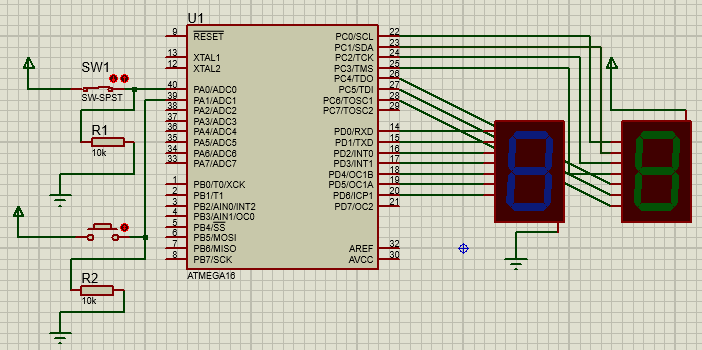 U1
9 RESET
13 XTAL1
12 XTAL2
40 PA0/ADC0
39 PA1/ADC1
38 PA2/ADC2
37 PA3/ADC3
36 PA4/ADC4
35 PA5/ADC5
34 PA6/ADC6
33 PA7/ADC7
1 PB0/T0/XCK
2 PB1/T1
3 PB2/AIN0/INT2
4 PB3/AIN1/OC0
5 PB4/SS
6 PB5/MOSI
7 PB6/MISO
8 PB7/SCK
PC0/SCL 22
PC1/SDA 23
PC2/TCK 24
PC3/TMS 25
PC4/TDO 26
PC5/TDI 27
PC6/TOSC1 28
PC7/TOSC2 29
PD0/RXD 14
PD1/TXD 15
PD2/INT0 16
PD3/INT1 17
PD4/OC1B 18
PD5/OC1A 19
PD6/ICP1 20
PD7/OC2 21
AREF 32
AVCC 30
ATMEGA16
SW1
SW-SPST
R1
10k
R2
10k